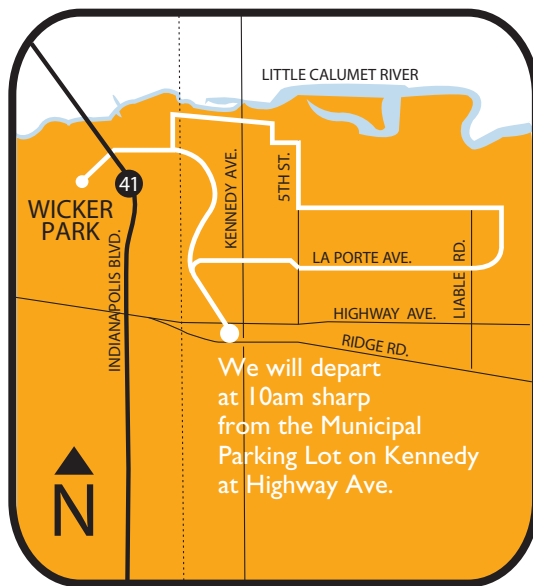 LITTLE CALUMET RIVER
41
WICKER
PARK
INDIANAPOLIS BLVD.
KENNEDY AVE.
5TH ST.
LA PORTE AVE.
LIABLE RD.
HIGHWAY AVE.
RIDGE RD.
We will depart
at 10am sharp
from the Municipal
Parking Lot on Kennedy
at Highway Ave.
N